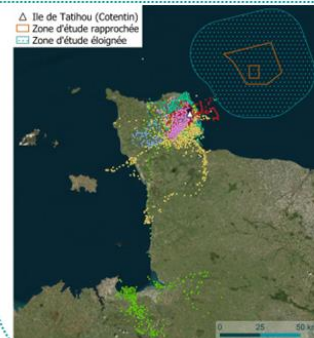 Ile de Tatihou (Cotentin)
Zone d'étude rapprochée
Zone d'étude éloignée
0 25 50 km